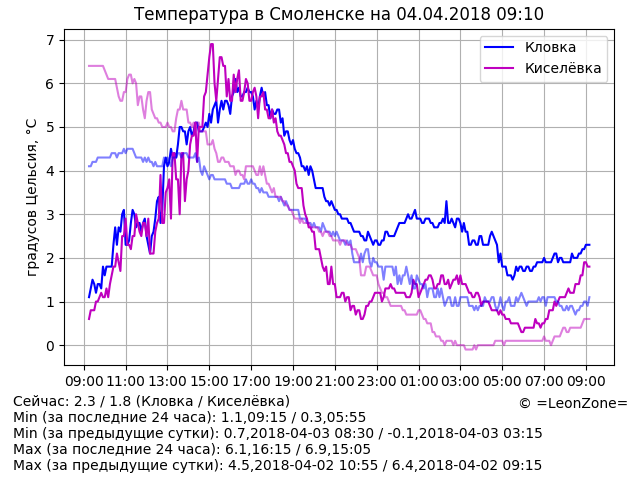 Температура в Смоленске на 04.04.2018 09:10
градусов Цельсия, °C
7
6
5
4
3
2
1
0
Кловка
Киселёвка
09:00 11:00 13:00 15:00 17:00 19:00 21:00 23:00 01:00 03:00 05:00 07:00 09:00
Сейчас: 2.3 / 1.8 (Кловка / Киселёвка)
© =LeonZone=
Min (за последние 24 часа): 1.1,09:15 / 0.3,05:55
Min (за предыдущие сутки): 0.7,2018-04-03 08:30 / -0.1,2018-04-03 03:15
Max (за последние 24 часа): 6.1,16:15 / 6.9,15:05
Max (за предыдущие сутки): 4.5,2018-04-02 10:55 / 6.4,2018-04-02 09:15